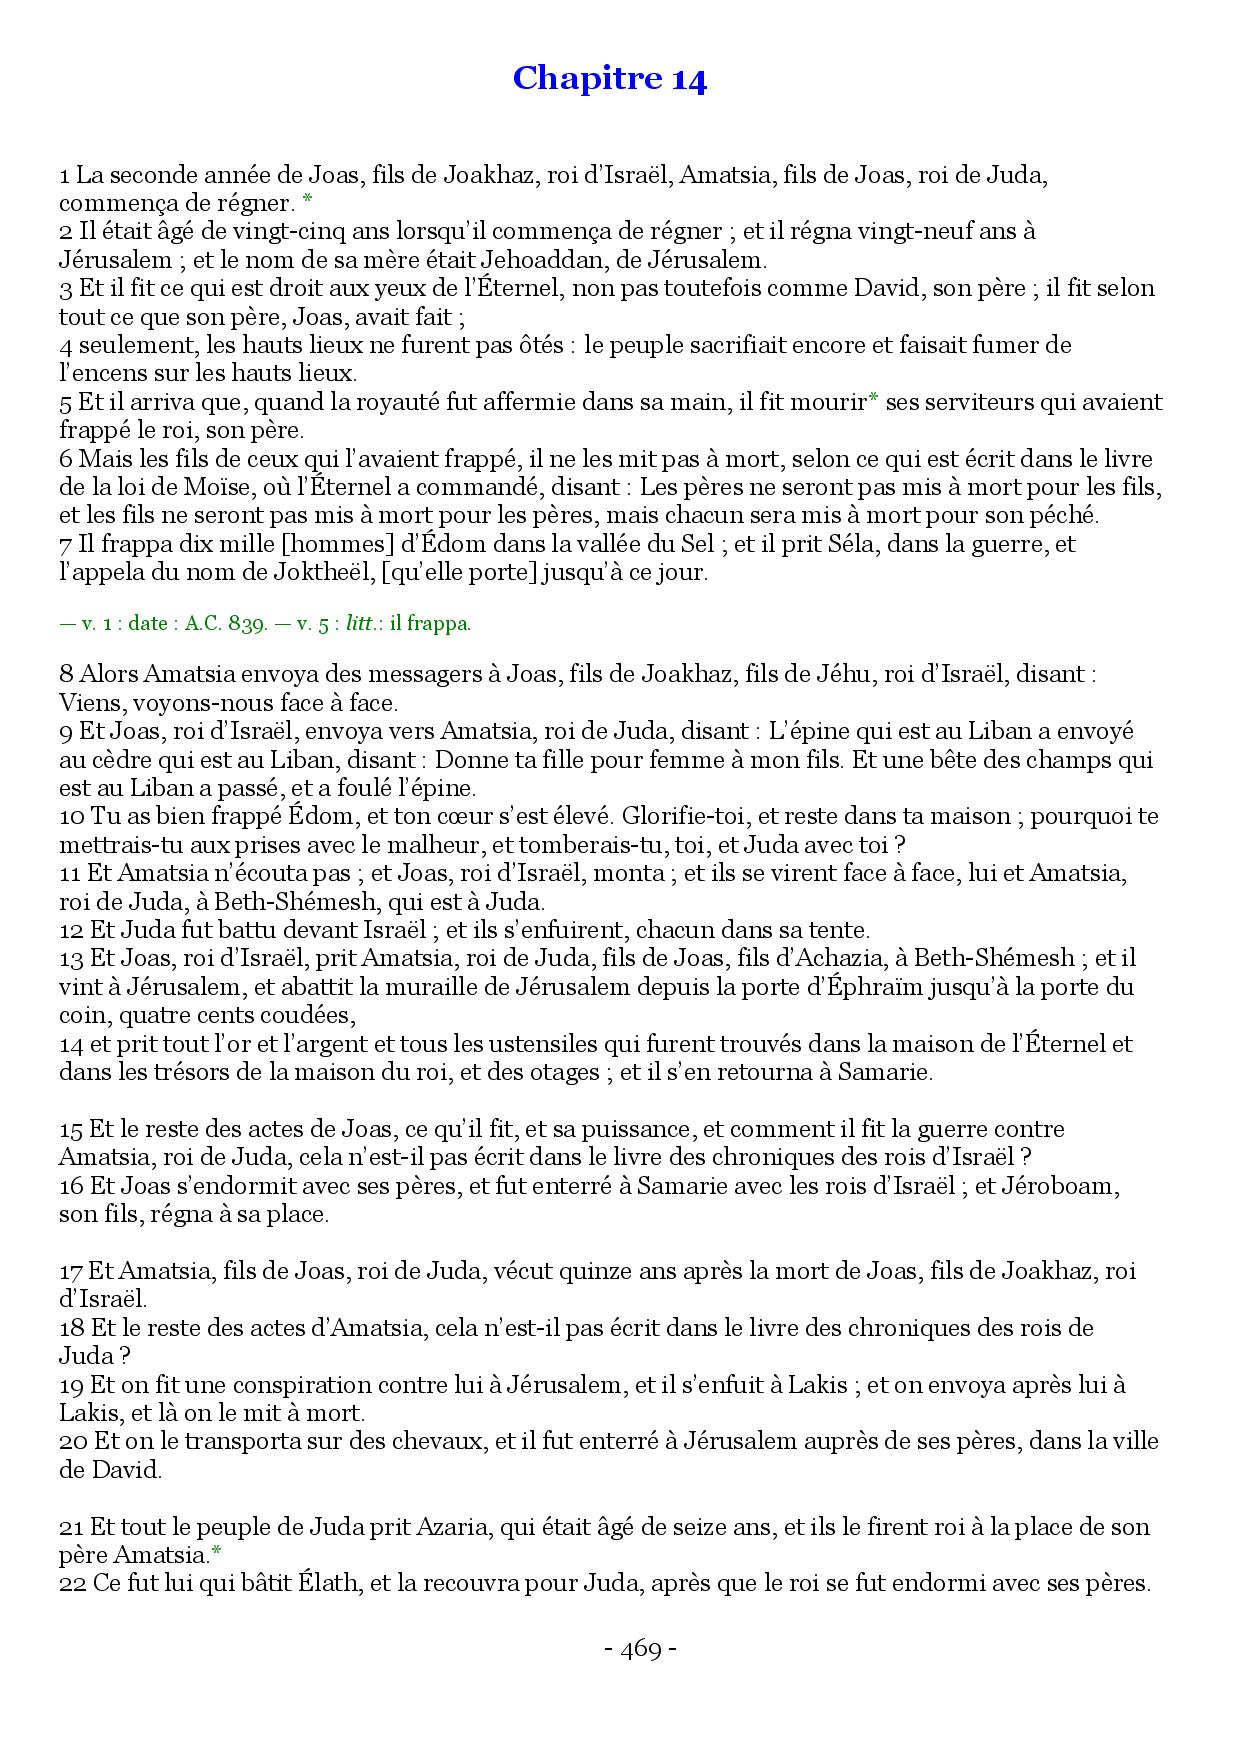 Chapitre 14
1 La seconde année de Joas, fils de Joakhaz, roi d’Israël, Amatsia, fils de Joas, roi de Juda,
commença de régner. *
2 Il était âgé de vingt-cinq ans lorsqu’il commença de régner ; et il régna vingt-neuf ans à
Jérusalem ; et le nom de sa mère était Jehoaddan, de Jérusalem.
3 Et il fit ce qui est droit aux yeux de l’Éternel, non pas toutefois comme David, son père ; il fit selon
tout ce que son père, Joas, avait fait ;
4 seulement, les hauts lieux ne furent pas ôtés : le peuple sacrifiait encore et faisait fumer de
l’encens sur les hauts lieux.
5 Et il arriva que, quand la royauté fut affermie dans sa main, il fit mourir* ses serviteurs qui avaient
frappé le roi, son père.
6 Mais les fils de ceux qui l’avaient frappé, il ne les mit pas à mort, selon ce qui est écrit dans le livre
de la loi de Moïse, où l’Éternel a commandé, disant : Les pères ne seront pas mis à mort pour les fils,
et les fils ne seront pas mis à mort pour les pères, mais chacun sera mis à mort pour son péché.
7 Il frappa dix mille [hommes] d’Édom dans la vallée du Sel ; et il prit Séla, dans la guerre, et
l’appela du nom de Joktheël, [qu’elle porte] jusqu’à ce jour.
— v. 1 : date : A.C. 839. — v. 5 : litt.: il frappa.
8 Alors Amatsia envoya des messagers à Joas, fils de Joakhaz, fils de Jéhu, roi d’Israël, disant :
Viens, voyons-nous face à face.
9 Et Joas, roi d’Israël, envoya vers Amatsia, roi de Juda, disant : L’épine qui est au Liban a envoyé
au cèdre qui est au Liban, disant : Donne ta fille pour femme à mon fils. Et une bête des champs qui
est au Liban a passé, et a foulé l’épine.
10 Tu as bien frappé Édom, et ton cœur s’est élevé. Glorifie-toi, et reste dans ta maison ; pourquoi te
mettrais-tu aux prises avec le malheur, et tomberais-tu, toi, et Juda avec toi ?
11 Et Amatsia n’écouta pas ; et Joas, roi d’Israël, monta ; et ils se virent face à face, lui et Amatsia,
roi de Juda, à Beth-Shémesh, qui est à Juda.
12 Et Juda fut battu devant Israël ; et ils s’enfuirent, chacun dans sa tente.
13 Et Joas, roi d’Israël, prit Amatsia, roi de Juda, fils de Joas, fils d’Achazia, à Beth-Shémesh ; et il
vint à Jérusalem, et abattit la muraille de Jérusalem depuis la porte d’Éphraïm jusqu’à la porte du
coin, quatre cents coudées,
14 et prit tout l’or et l’argent et tous les ustensiles qui furent trouvés dans la maison de l’Éternel et
dans les trésors de la maison du roi, et des otages ; et il s’en retourna à Samarie.
15 Et le reste des actes de Joas, ce qu’il fit, et sa puissance, et comment il fit la guerre contre
Amatsia, roi de Juda, cela n’est-il pas écrit dans le livre des chroniques des rois d’Israël ?
16 Et Joas s’endormit avec ses pères, et fut enterré à Samarie avec les rois d’Israël ; et Jéroboam,
son fils, régna à sa place.
17 Et Amatsia, fils de Joas, roi de Juda, vécut quinze ans après la mort de Joas, fils de Joakhaz, roi
d’Israël.
18 Et le reste des actes d’Amatsia, cela n’est-il pas écrit dans le livre des chroniques des rois de
Juda ?
19 Et on fit une conspiration contre lui à Jérusalem, et il s’enfuit à Lakis ; et on envoya après lui à
Lakis, et là on le mit à mort.
20 Et on le transporta sur des chevaux, et il fut enterré à Jérusalem auprès de ses pères, dans la ville
de David.
21 Et tout le peuple de Juda prit Azaria, qui était âgé de seize ans, et ils le firent roi à la place de son
père Amatsia.*
22 Ce fut lui qui bâtit Élath, et la recouvra pour Juda, après que le roi se fut endormi avec ses pères.
- 469 -